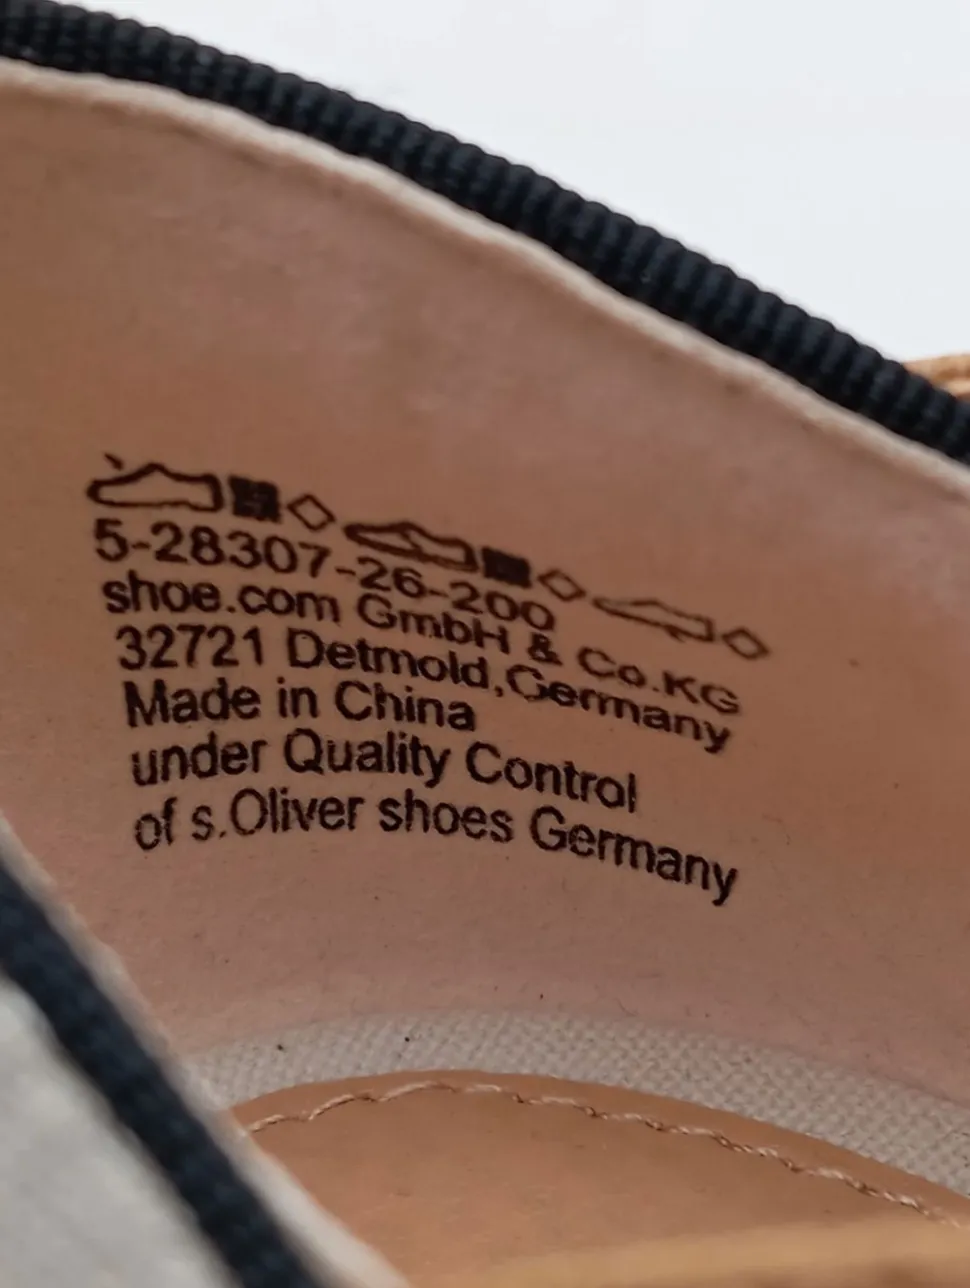 5-28307-26-200
shoe.com GmbH & Co.KG
32721 Detmold,Germany
Made in China
under Quality Control
of s.Oliver shoes Germany